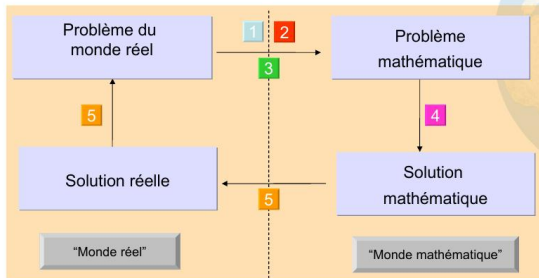 Problème du
monde réel
1
2
3
Problème
mathématique
5
4
Solution réelle
5
Solution
mathématique
"Monde réel"
"Monde mathématique"